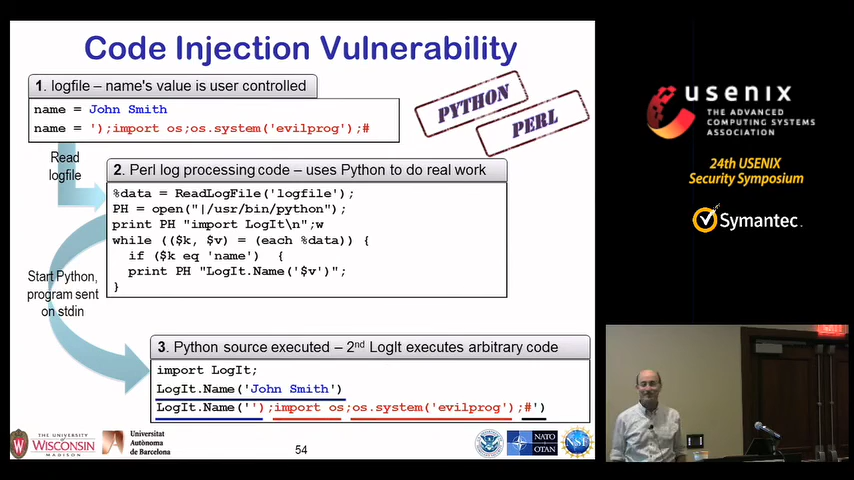 Code Injection Vulnerability
1. logfile – name's value is user controlled
name = John Smith
name = ');import os;os.system('evilprog');#
PYTHON
PERL
Read
logfile
2. Perl log processing code – uses Python to do real work
%data = ReadLogFile('logfile');
PH = open("|/usr/bin/python");
print PH "import LogIt\n";w
while (($k, $v) = (each %data)) {
if ($k eq 'name') {
print PH "LogIt.Name('$v')";
}
Start Python,
program sent
on stdin
3. Python source executed – 2nd LogIt executes arbitrary code
import LogIt;
LogIt.Name('John Smith')
LogIt.Name('');import os;os.system('evilprog');#')
THE UNIVERSITY
of
WISCONSIN
MADISON
Universitat
Autònoma
de Barcelona
54
NATO
OTAN
NSF
usenix
THE ADVANCED
COMPUTING SYSTEMS
ASSOCIATION
24th USENIX
Security Symposium
Symantec.